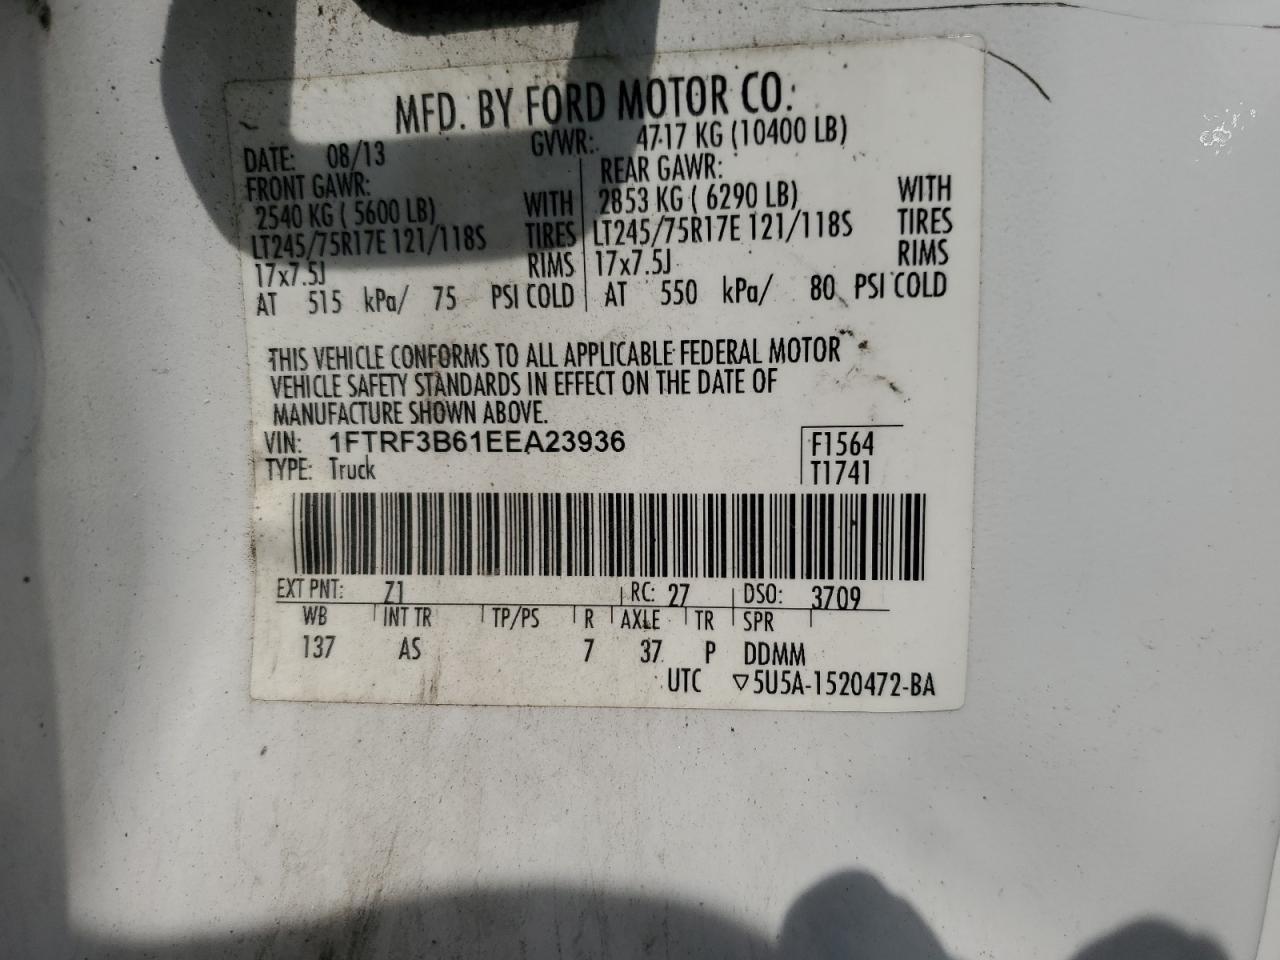 MFD. BY FORD MOTOR CO.
DATE: 08/13 GVWR: 4717 KG (10400 LB)
FRONT GAWR: REAR GAWR:
2540 KG ( 5600 LB) WITH 2853 KG ( 6290 LB) WITH
LT245/75R17E 121/118S TIRES LT245/75R17E 121/118S TIRES
17x7.5J RIMS 17x7.5J RIMS
AT 515 kPa/ 75 PSI COLD AT 550 kPa/ 80 PSI COLD
THIS VEHICLE CONFORMS TO ALL APPLICABLE FEDERAL MOTOR
VEHICLE SAFETY STANDARDS IN EFFECT ON THE DATE OF
MANUFACTURE SHOWN ABOVE.
VIN: 1FTRF3B61EEA23936 F1564
TYPE: Truck T1741
EXT PNT: Z1 RC: 27 DSO: 3709
WB INT TR TP/PS R AXLE TR SPR
137 AS 7 37 P DDMM
UTC ▽5U5A-1520472-BA